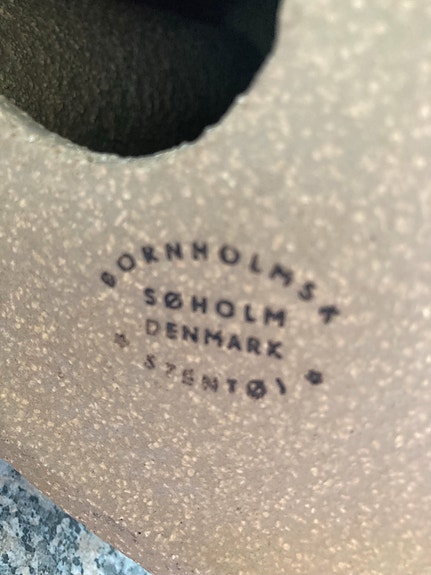 BORNHOLMSK
SØHOLM
DENMARK
* STENTØJ *